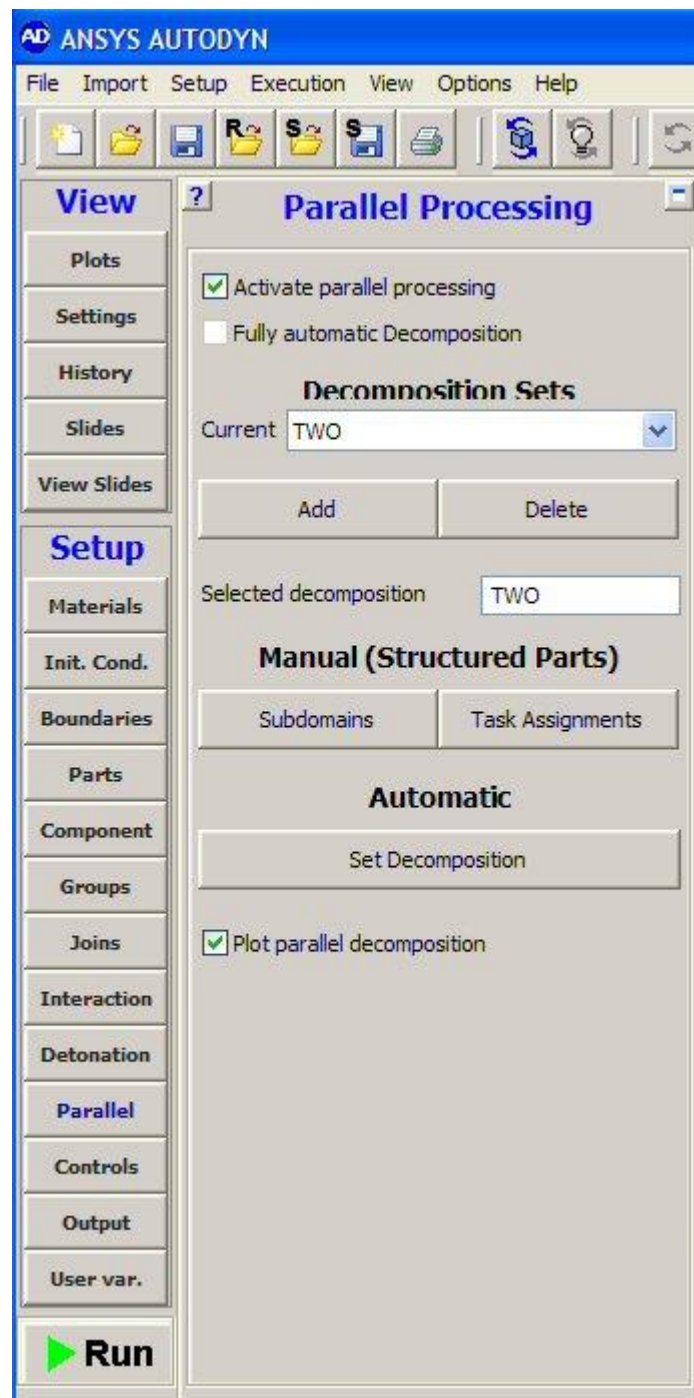 AD ANSYS AUTODYN
File Import Setup Execution View Options Help
R S S
View
Plots
Settings
History
Slides
View Slides
Setup
Materials
Init. Cond.
Boundaries
Parts
Component
Groups
Joins
Interaction
Detonation
Parallel
Controls
Output
User var.
Run
? Parallel Processing
Activate parallel processing
Fully automatic Decomposition
Decomposition Sets
Current TWO
Add Delete
Selected decomposition TWO
Manual (Structured Parts)
Subdomains Task Assignments
Automatic
Set Decomposition
Plot parallel decomposition